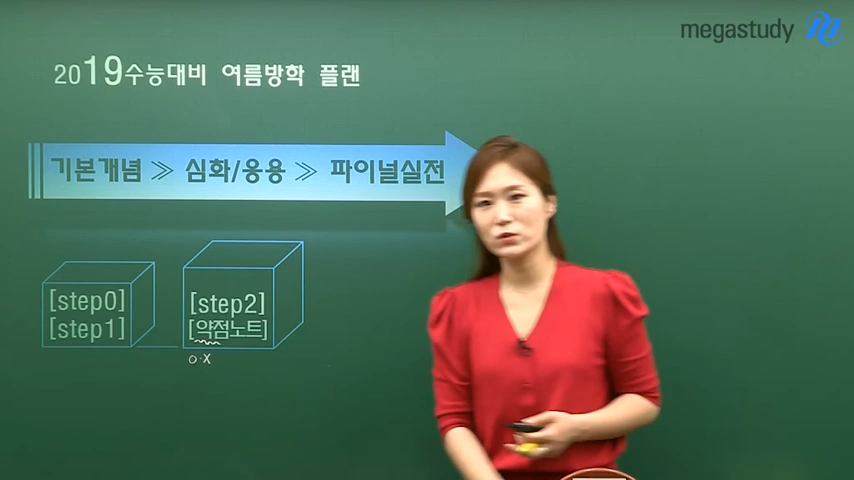 megastudy
2019수능대비 여름방학 플랜
기본개념 ≫ 심화/응용 ≫ 파이널실전
[step0]
[step1]
[step2]
[약점노트]
o·x